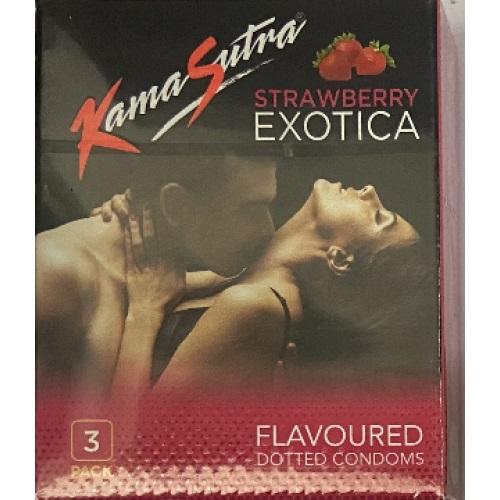 KamaSutra®
STRAWBERRY
EXOTICA
3
PACK
FLAVOURED
DOTTED CONDOMS